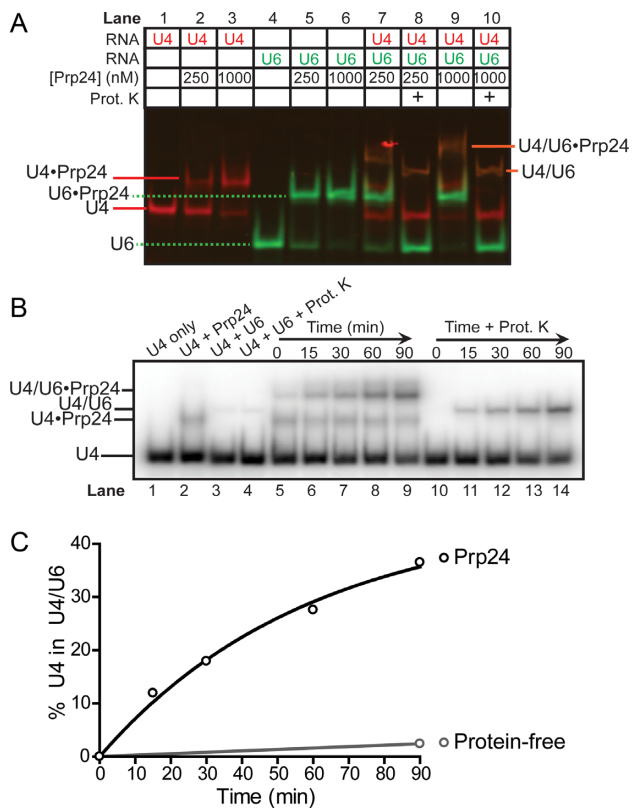 A
Lane 1 2 3 4 5 6 7 8 9 10
RNA U4 U4 U4 U4 U4 U4 U4
RNA U6 U6 U6 U6 U6 U6 U6
[Prp24] (nM) 250 1000 250 1000 250 250 1000 1000
Prot. K + +
U4•Prp24
U6•Prp24
U4
U6
U4/U6•Prp24
U4/U6
B
U4 only
U4 + Prp24
U4 + U6
U4 + U6 + Prot. K
Time (min) Time + Prot. K
0 15 30 60 90 0 15 30 60 90
U4/U6•Prp24
U4/U6
U4•Prp24
U4
Lane 1 2 3 4 5 6 7 8 9 10 11 12 13 14
C
% U4 in U4/U6
40
30
20
10
0
Prp24
Protein-free
0 10 20 30 40 50 60 70 80 90
Time (min)